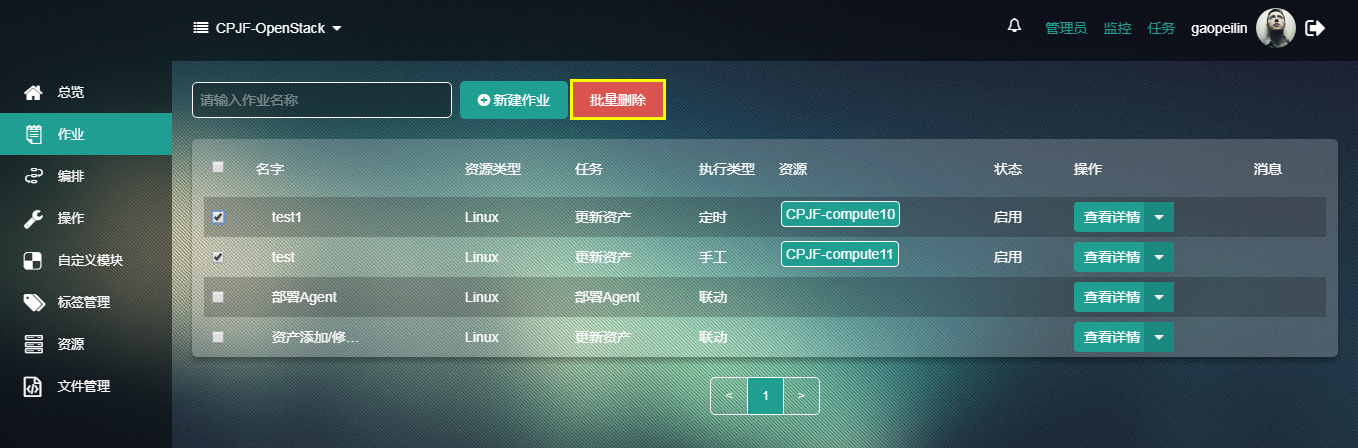 CPJF-OpenStack
管理员 监控 任务 gaopeilin
总览
作业
编排
操作
自定义模块
标签管理
资源
文件管理
请输入作业名称 新建作业 批量删除
名字 资源类型 任务 执行类型 资源 状态 操作 消息
test1 Linux 更新资产 定时 CPJF-compute10 启用 查看详情
test Linux 更新资产 手工 CPJF-compute11 启用 查看详情
部署Agent Linux 部署Agent 联动 查看详情
资产添加/修... Linux 更新资产 联动 查看详情
< 1 >